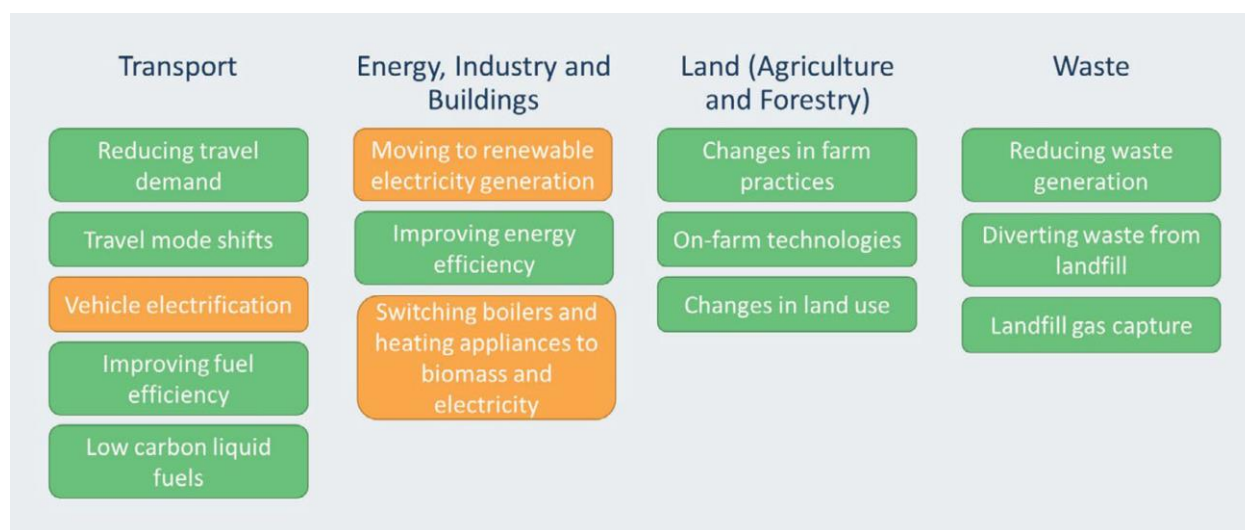 Transport
Reducing travel
demand
Travel mode shifts
Vehicle electrification
Improving fuel
efficiency
Low carbon liquid
fuels
Energy, Industry and
Buildings
Moving to renewable
electricity generation
Improving energy
efficiency
Switching boilers and
heating appliances to
biomass and
electricity
Land (Agriculture
and Forestry)
Changes in farm
practices
On-farm technologies
Changes in land use
Waste
Reducing waste
generation
Diverting waste from
landfill
Landfill gas capture